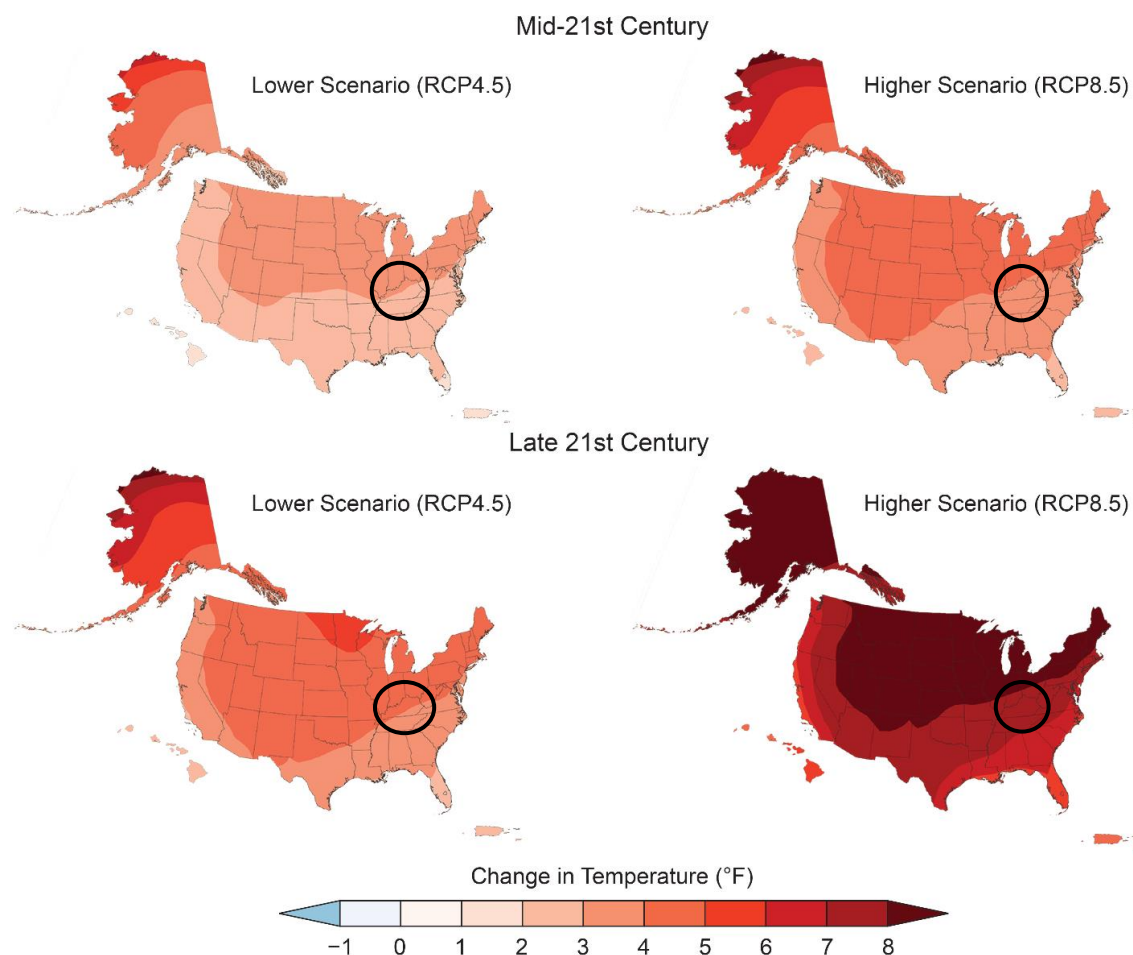 Mid-21st Century
Lower Scenario (RCP4.5)
Higher Scenario (RCP8.5)
Late 21st Century
Lower Scenario (RCP4.5)
Higher Scenario (RCP8.5)
Change in Temperature (°F)
−1 0 1 2 3 4 5 6 7 8